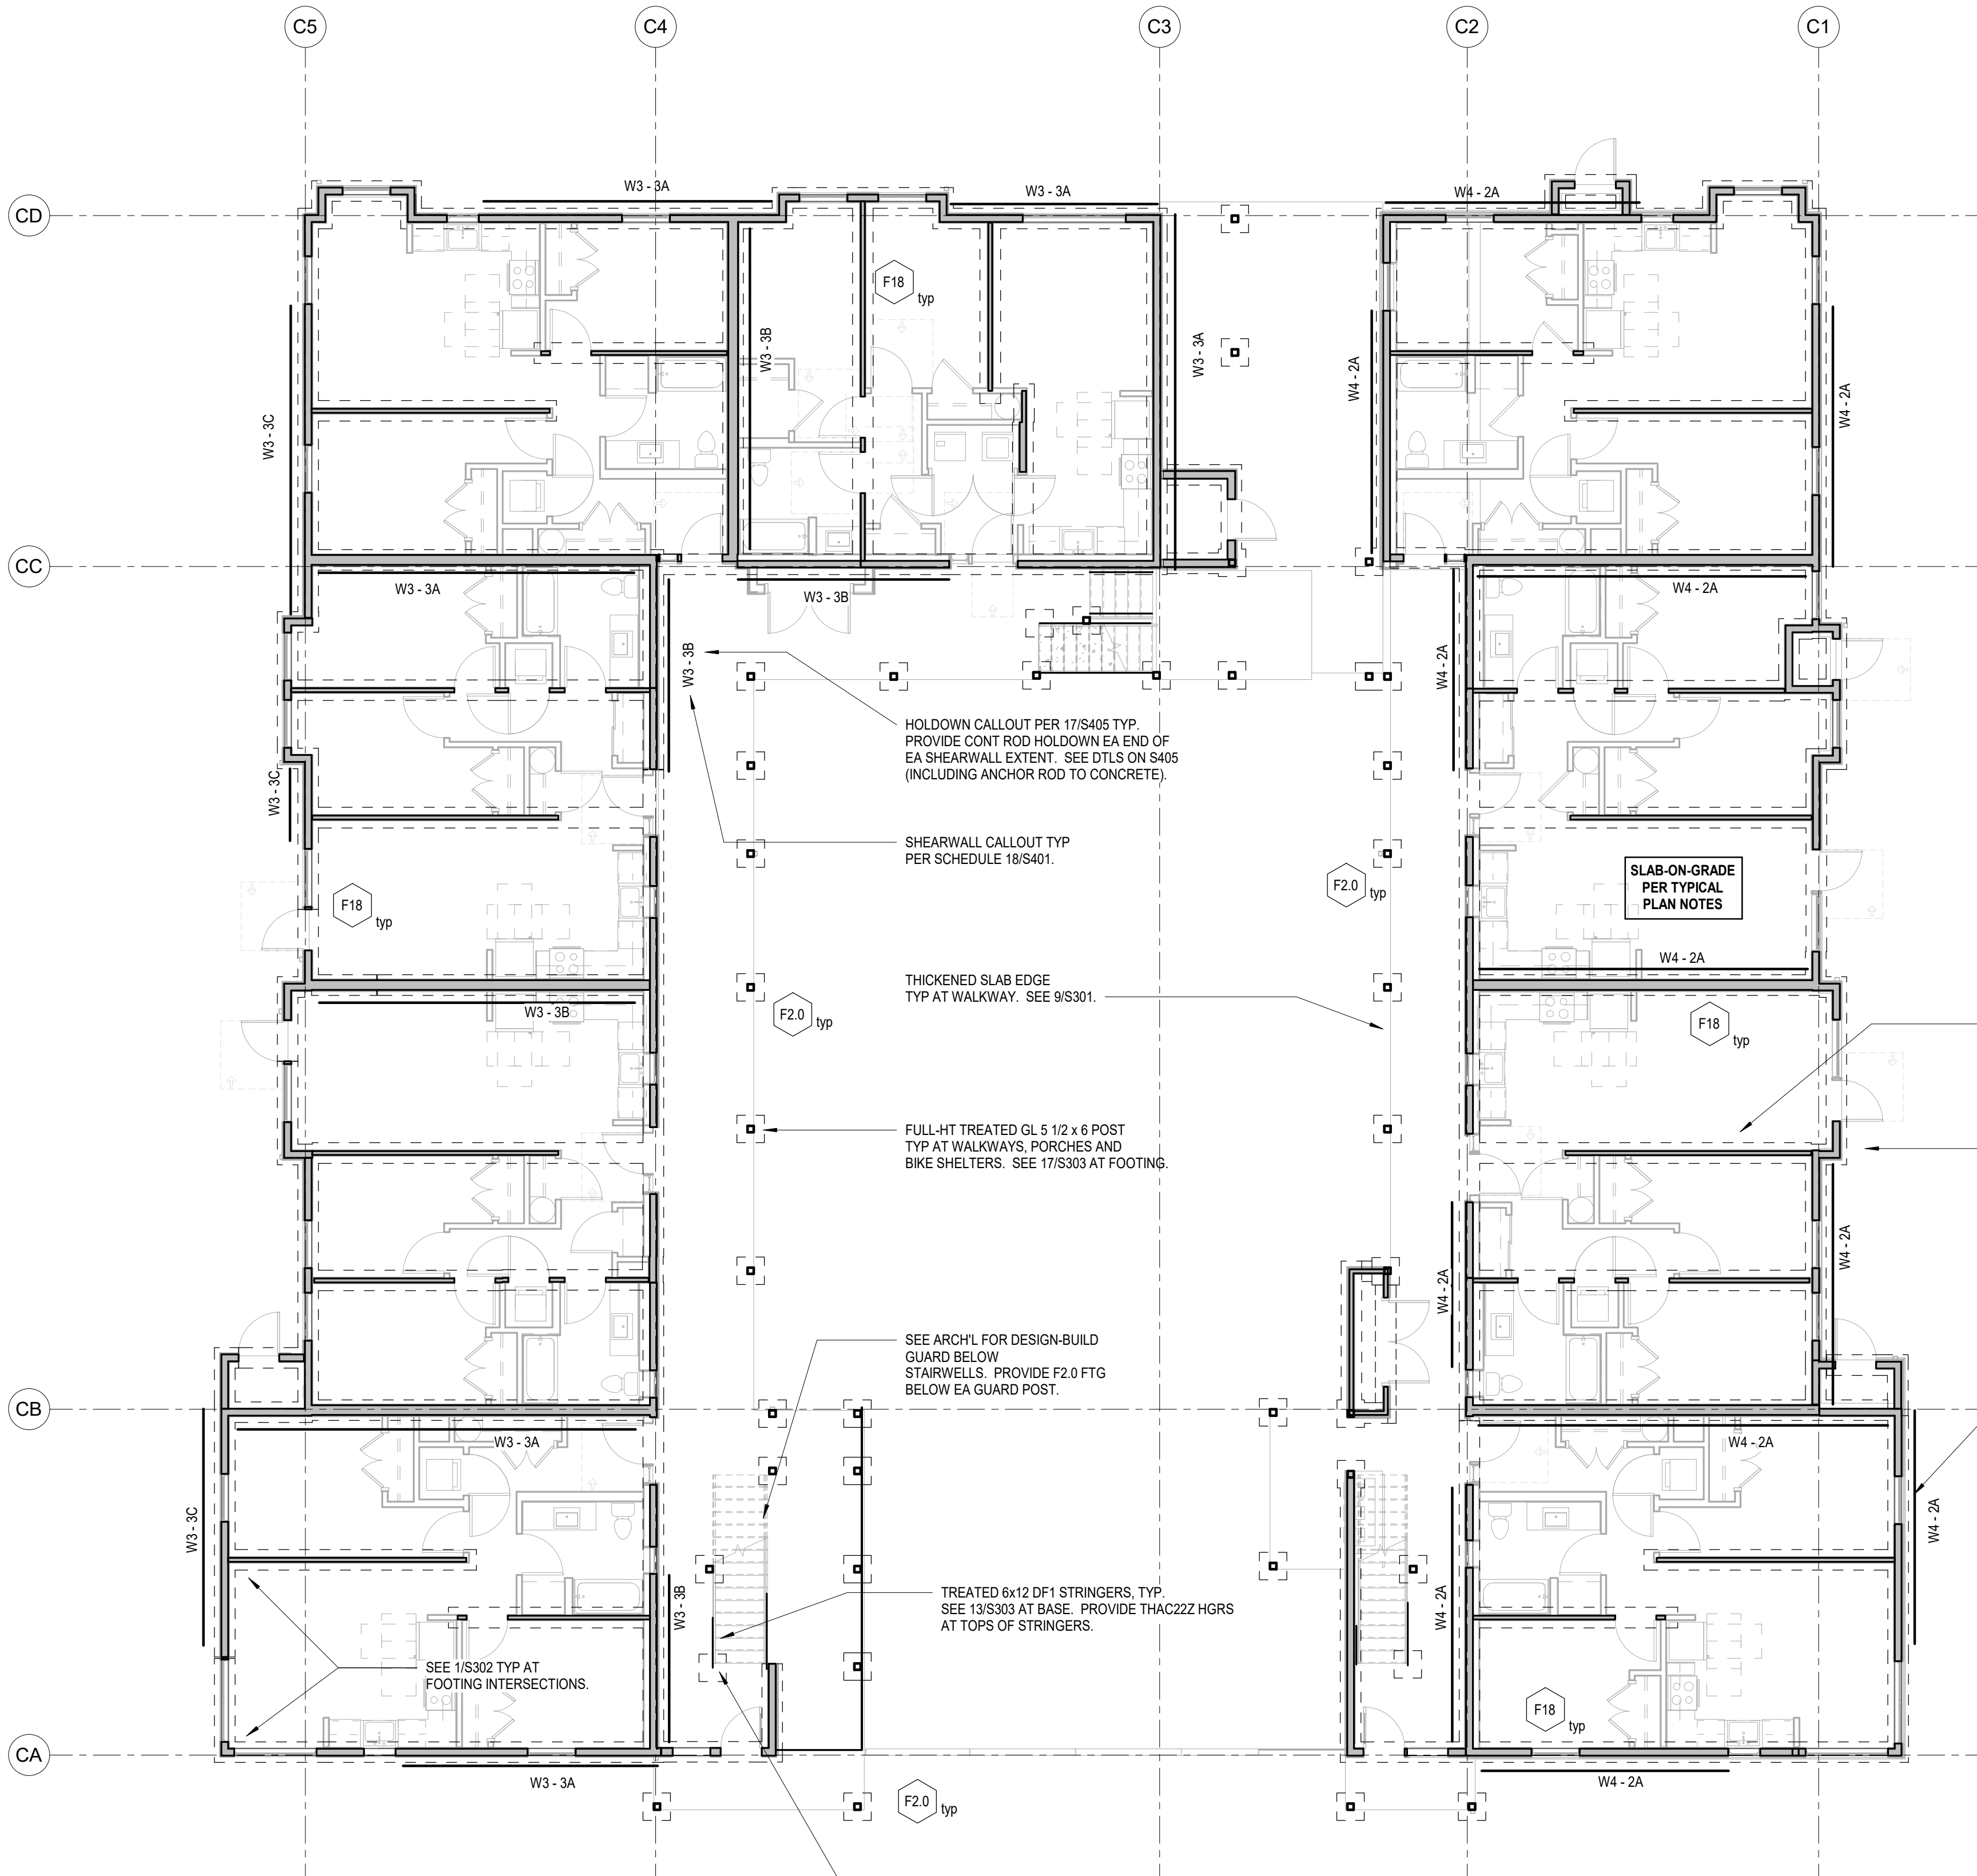 C5
C4
C3
C2
C1
CD
W3 - 3A
W3 - 3A
W4 - 2A
F18
typ
W3 - 3B
W3 - 3A
W4 - 2A
W4 - 2A
W3 - 3C
CC
W3 - 3A
W3 - 3B
W4 - 2A
W3 - 3B
W4 - 2A
HOLDOWN CALLOUT PER 17/S405 TYP.
PROVIDE CONT ROD HOLDOWN EA END OF
EA SHEARWALL EXTENT. SEE DTLS ON S405
(INCLUDING ANCHOR ROD TO CONCRETE).
W3 - 3C
SHEARWALL CALLOUT TYP
PER SCHEDULE 18/S401.
F18
typ
F2.0
typ
SLAB-ON-GRADE
PER TYPICAL
PLAN NOTES
W4 - 2A
THICKENED SLAB EDGE
TYP AT WALKWAY. SEE 9/S301.
W3 - 3B
F2.0
typ
F18
typ
FULL-HT TREATED GL 5 1/2 x 6 POST
TYP AT WALKWAYS, PORCHES AND
BIKE SHELTERS. SEE 17/S303 AT FOOTING.
W4 - 2A
W4 - 2A
SEE ARCH'L FOR DESIGN-BUILD
GUARD BELOW
STAIRWELLS. PROVIDE F2.0 FTG
BELOW EA GUARD POST.
CB
W3 - 3A
W4 - 2A
W3 - 3C
W4 - 2A
W3 - 3B
TREATED 6x12 DF1 STRINGERS, TYP.
SEE 13/S303 AT BASE. PROVIDE THAC22Z HGRS
AT TOPS OF STRINGERS.
W4 - 2A
SEE 1/S302 TYP AT
FOOTING INTERSECTIONS.
F18
typ
CA
W3 - 3A
W4 - 2A
F2.0
typ